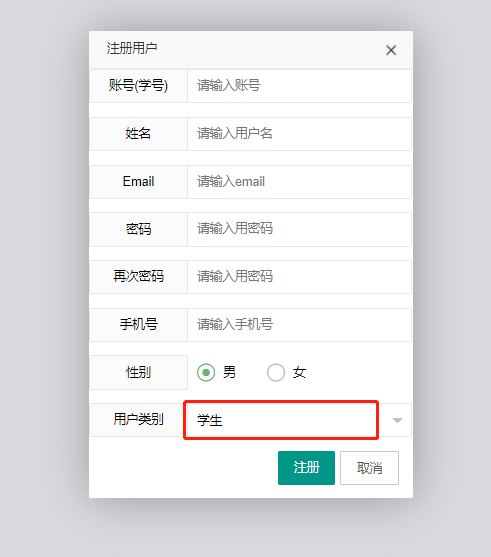 注册用户
账号(学号) 请输入账号
姓名 请输入用户名
Email 请输入email
密码 请输入用密码
再次密码 请输入用密码
手机号 请输入手机号
性别 男 女
用户类别 学生
注册 取消